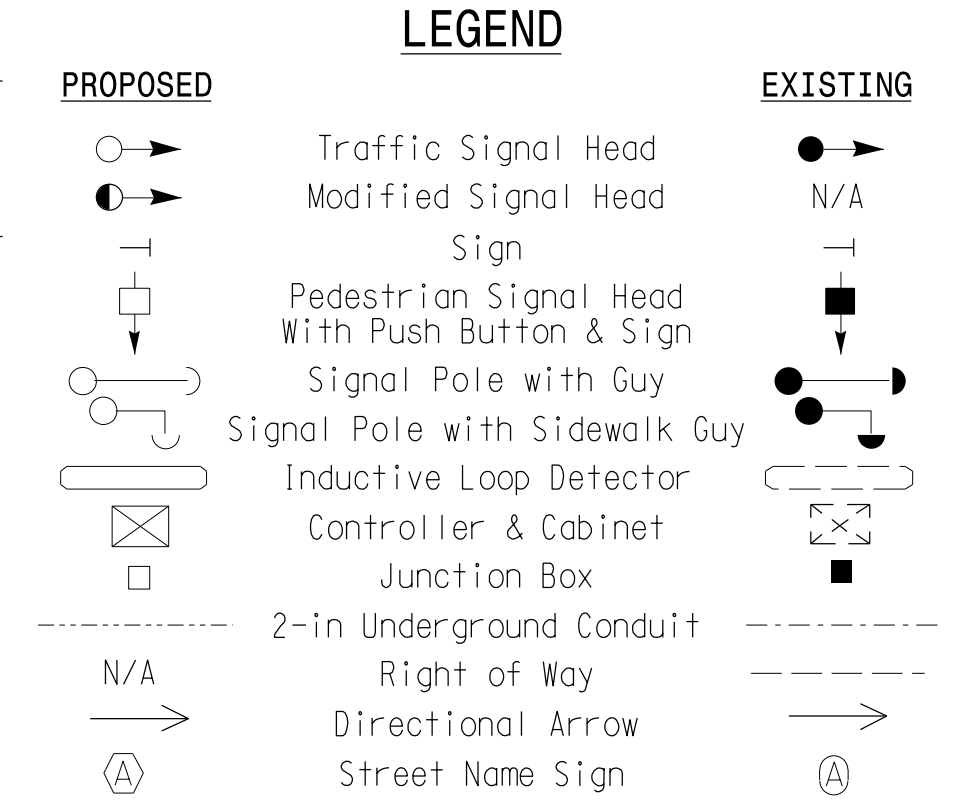 LEGEND
PROPOSED EXISTING
Traffic Signal Head
Modified Signal Head N/A
Sign
Pedestrian Signal Head
With Push Button & Sign
Signal Pole with Guy
Signal Pole with Sidewalk Guy
Inductive Loop Detector
Controller & Cabinet
Junction Box
2-in Underground Conduit
N/A Right of Way
Directional Arrow
A Street Name Sign A